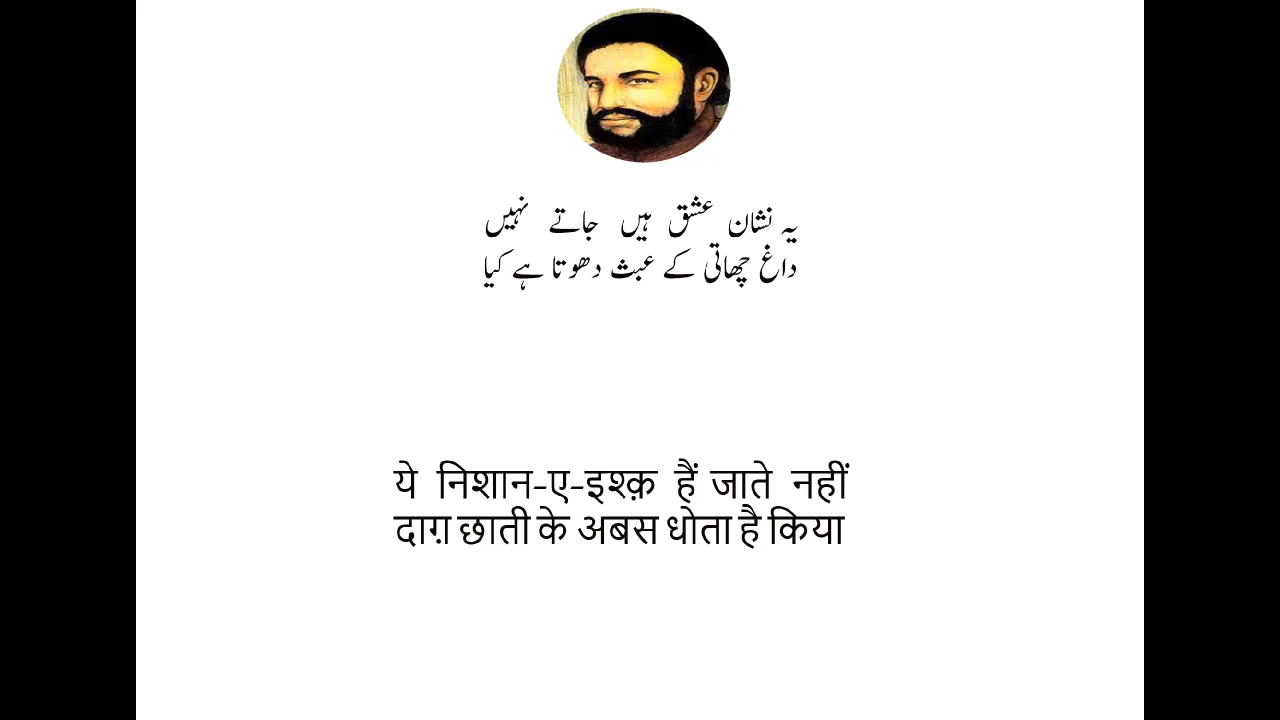 یہ نشان عشق ہیں جاتے نہیں
داغ چھاتی کے عبث دھوتا ہے کیا
ये निशान-ए-इश्क़ हैं जाते नहीं
दाग़ छाती के अबस धोता है किया